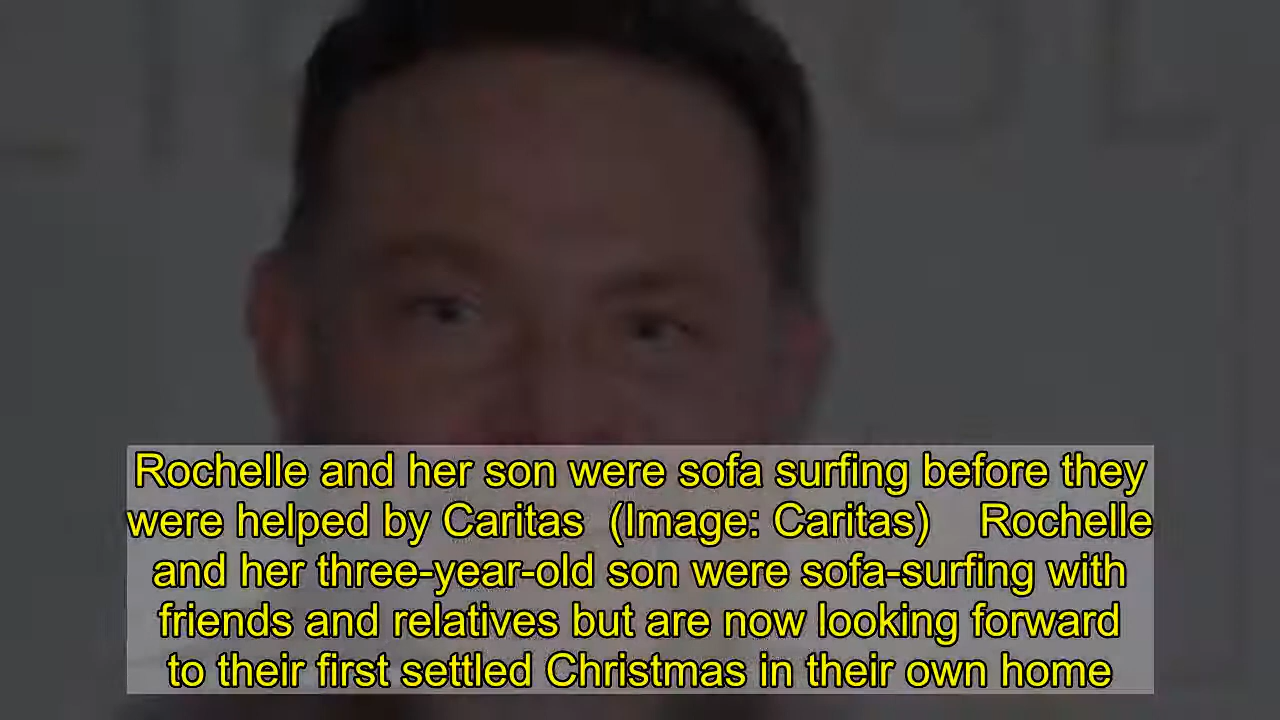 Rochelle and her son were sofa surfing before they
were helped by Caritas  (Image: Caritas)    Rochelle
and her three-year-old son were sofa-surfing with
friends and relatives but are now looking forward
to their first settled Christmas in their own home